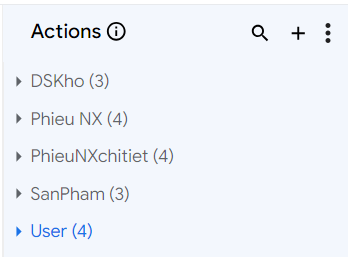 Actions
DSKho (3)
Phieu NX (4)
PhieuNXchitiet (4)
SanPham (3)
User (4)